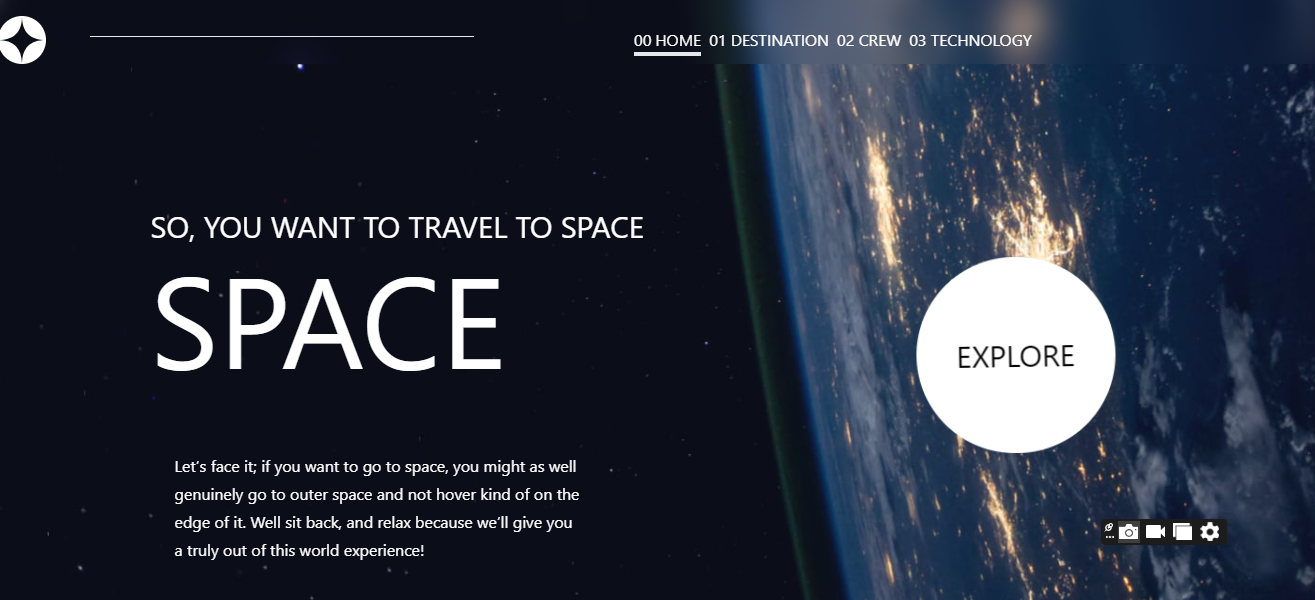 00 HOME 01 DESTINATION 02 CREW 03 TECHNOLOGY
SO, YOU WANT TO TRAVEL TO SPACE
SPACE
EXPLORE
Let's face it; if you want to go to space, you might as well
genuinely go to outer space and not hover kind of on the
edge of it. Well sit back, and relax because we'll give you
a truly out of this world experience!